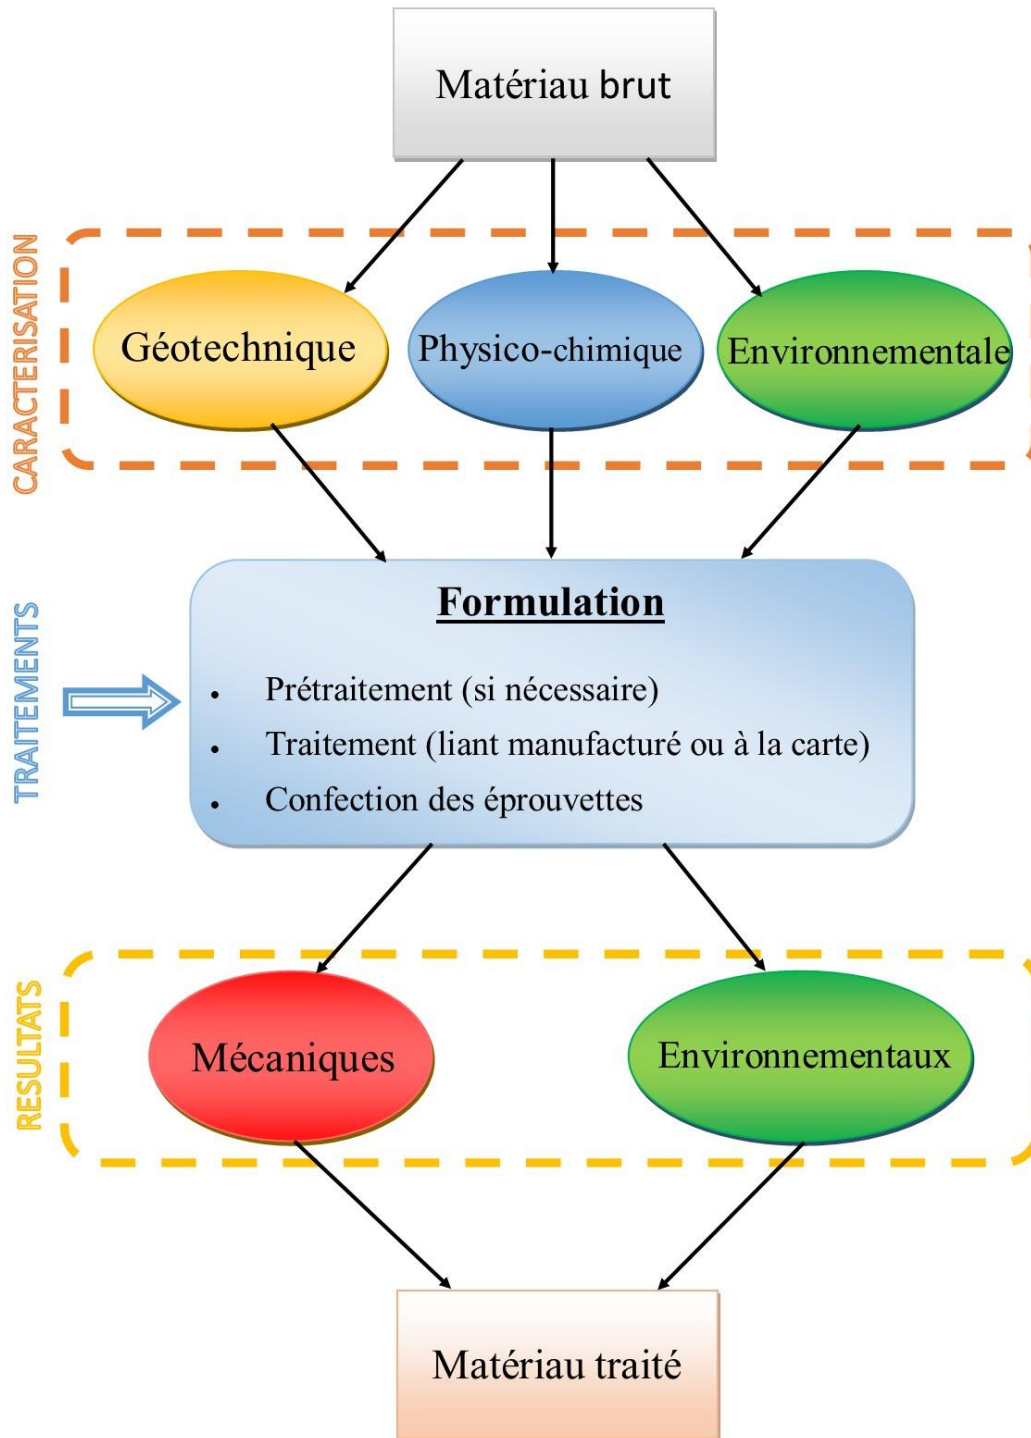 Matériau brut
CARACTERISATION
Géotechnique
Physico-chimique
Environnementale
TRAITEMENTS
Formulation
• Prétraitement (si nécessaire)
• Traitement (liant manufacturé ou à la carte)
• Confection des éprouvettes
RESULTATS
Mécaniques
Environnementaux
Matériau traité